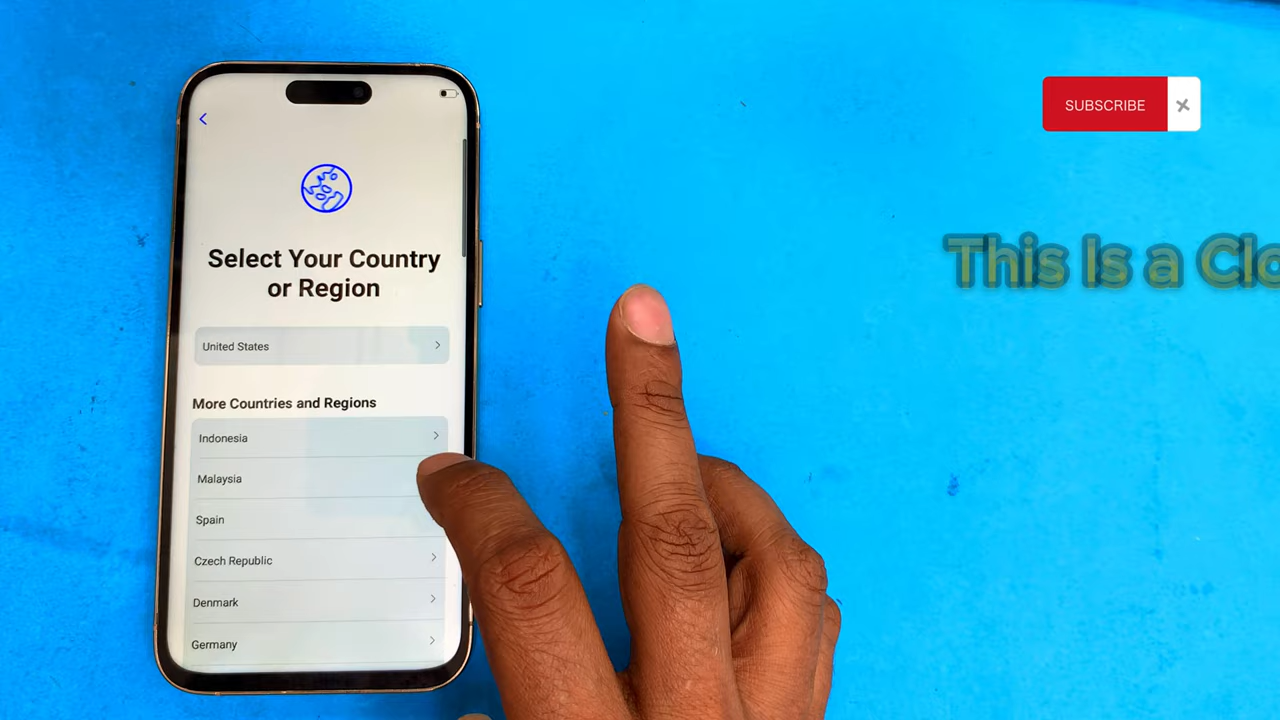 SUBSCRIBE
This Is a Clo
Select Your Country
or Region
United States
More Countries and Regions
Indonesia
Malaysia
Spain
Czech Republic
Denmark
Germany